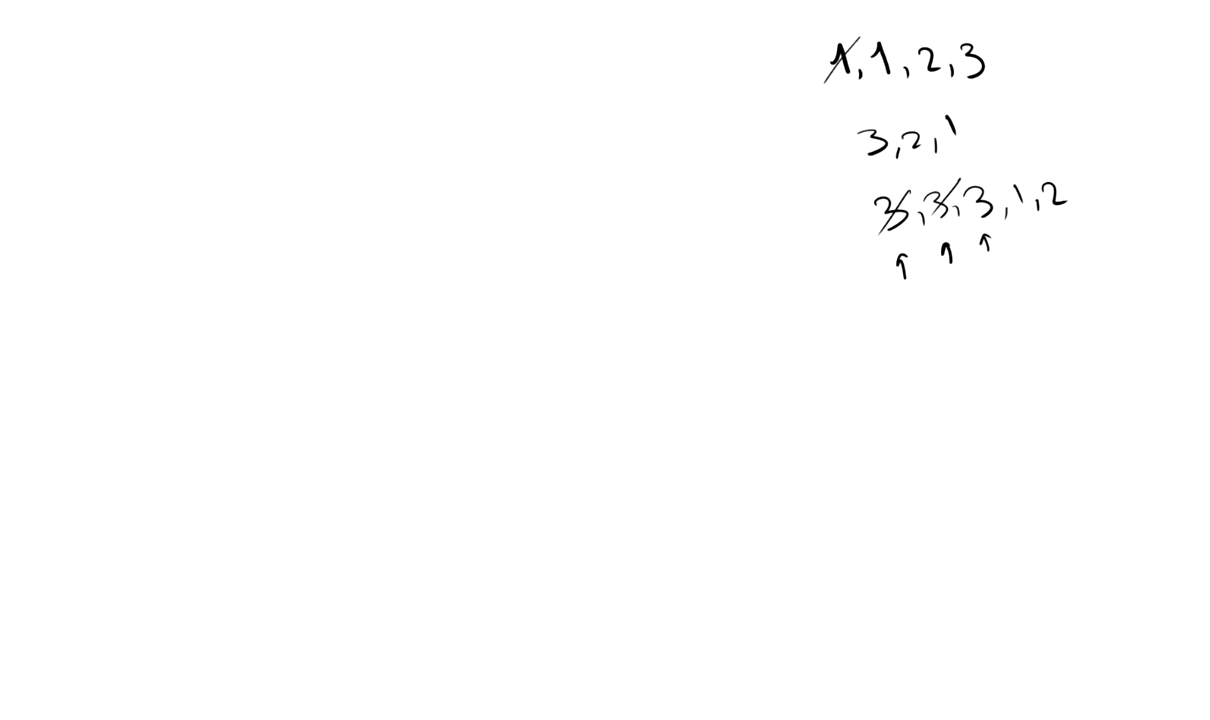 1, 1, 2, 3
3, 2, 1
3, 3, 3, 1, 2